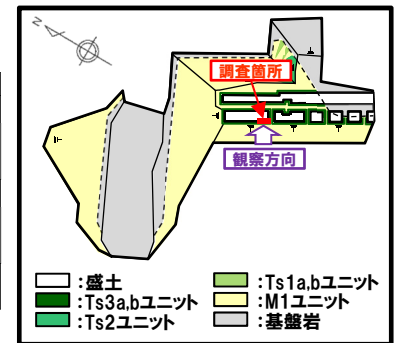 N
調査箇所
観察方向
:盛土
:Ts3a,bユニット
:Ts2ユニット
:Ts1a,bユニット
:M1ユニット
:基盤岩